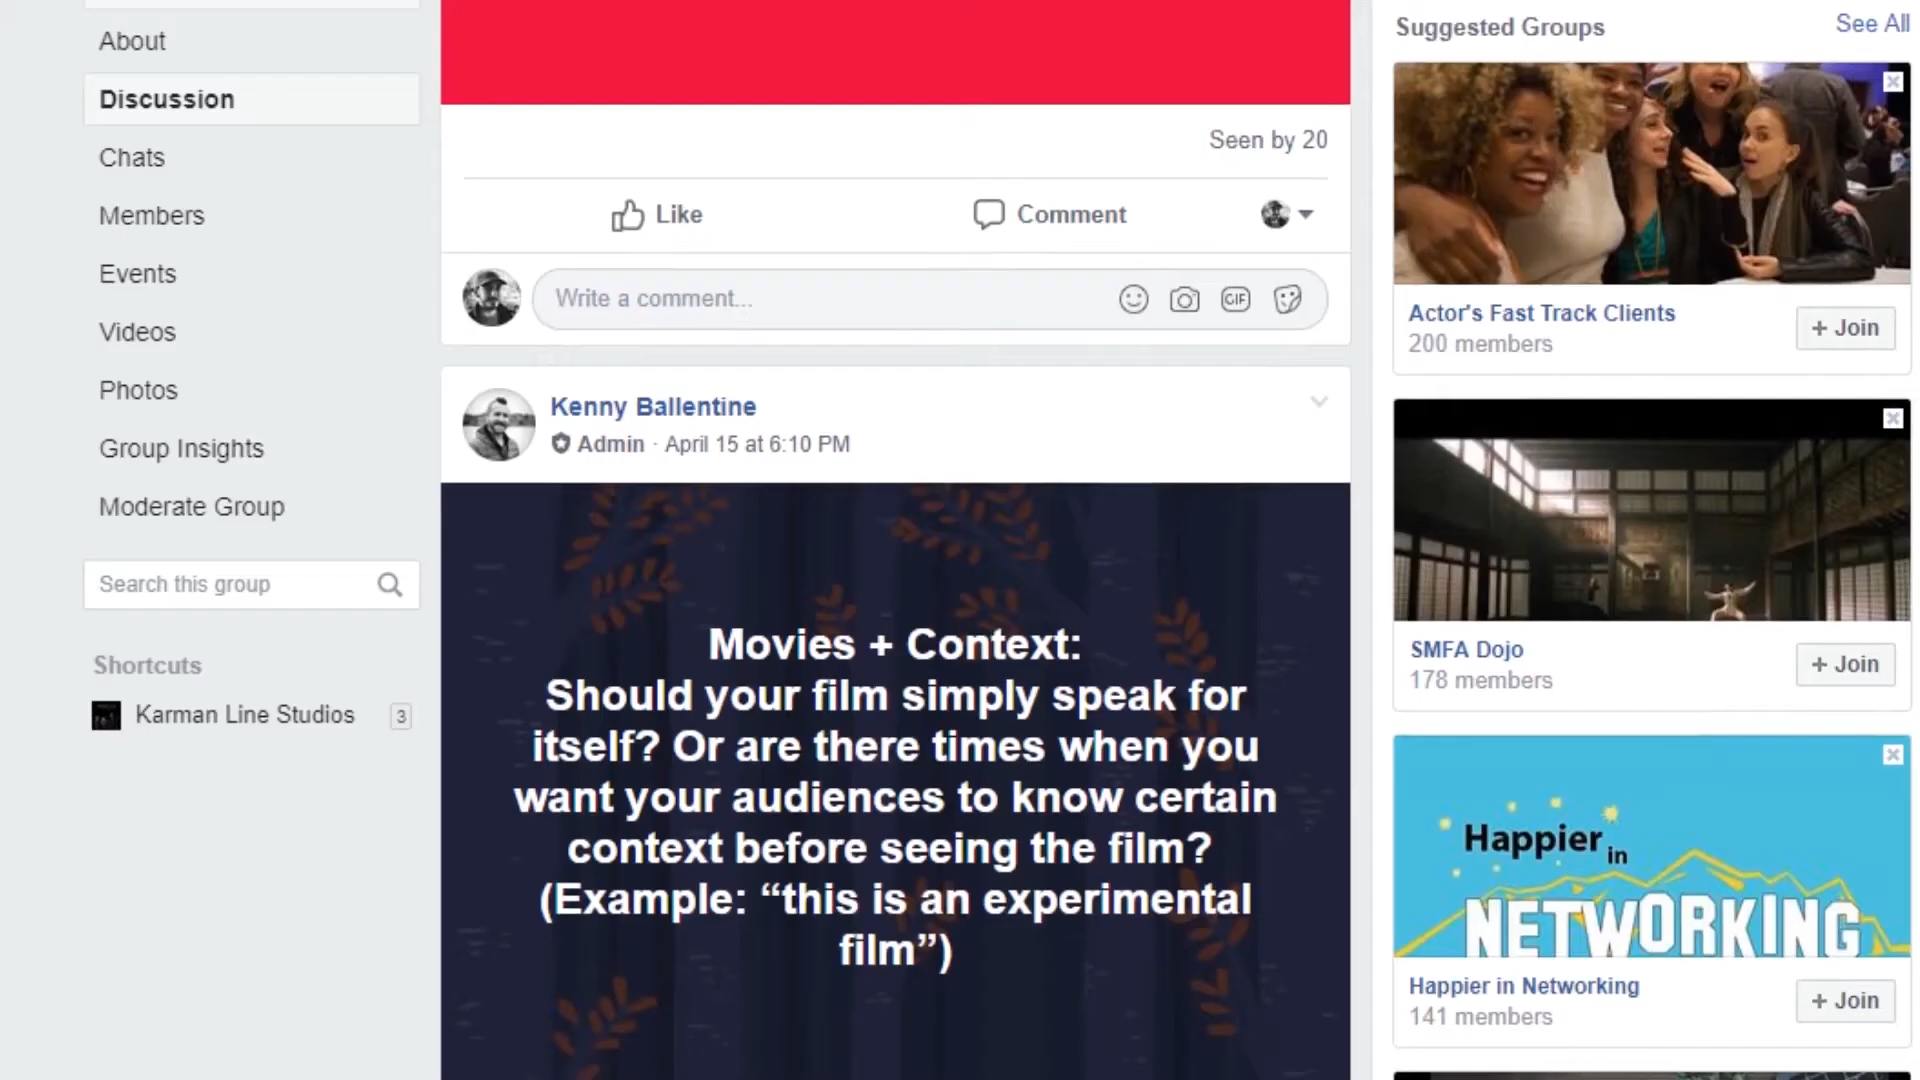 About
Discussion
Chats
Members
Events
Videos
Photos
Group Insights
Moderate Group
Search this group
Shortcuts
Karman Line Studios 3
Seen by 20
Like Comment
Write a comment...
GIF
Kenny Ballentine
Admin · April 15 at 6:10 PM
Movies + Context:
Should your film simply speak for
itself? Or are there times when you
want your audiences to know certain
context before seeing the film?
(Example: “this is an experimental
film”)
Suggested Groups See All
Actor's Fast Track Clients
200 members
+ Join
SMFA Dojo
178 members
+ Join
Happier in
NETWORKING
Happier in Networking
141 members
+ Join